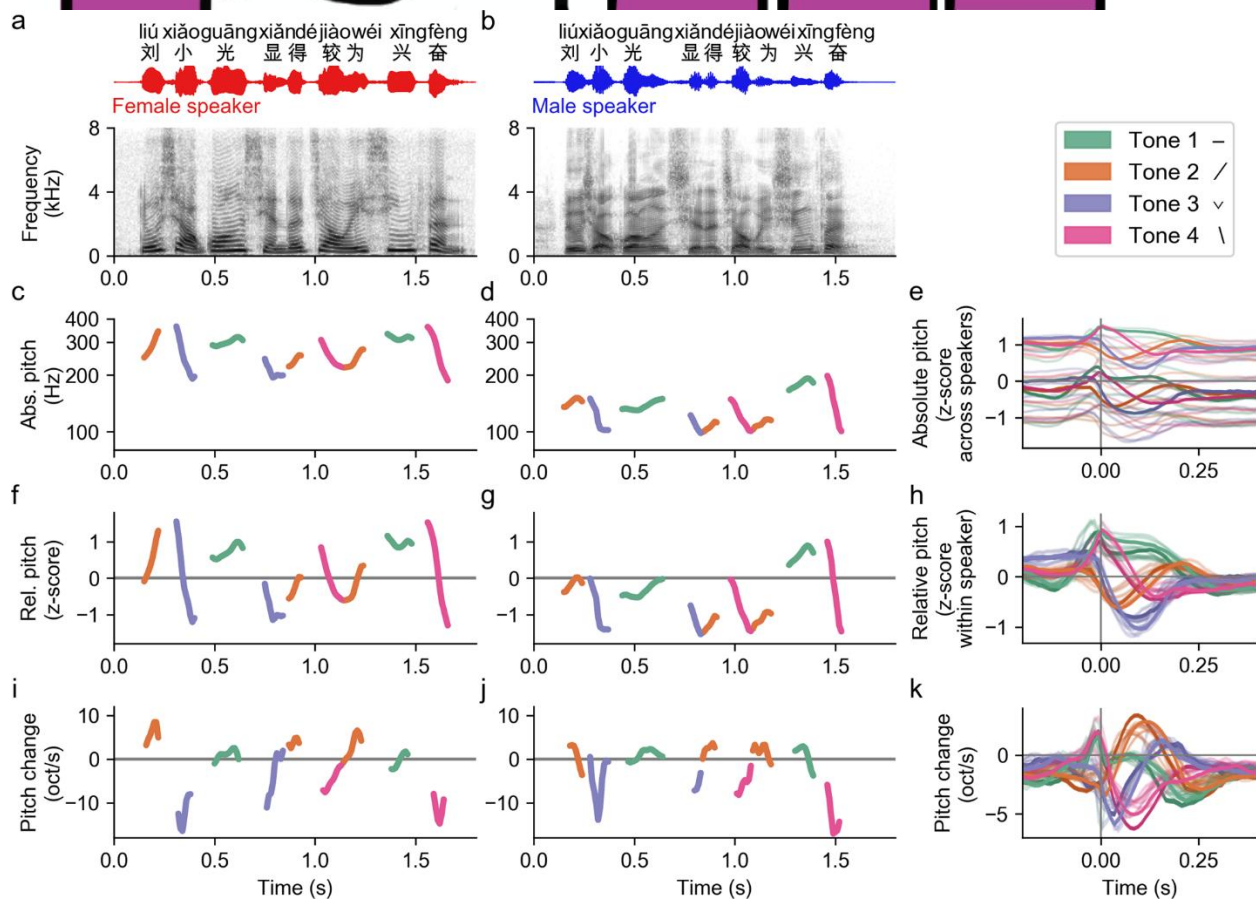 a
liú xiǎoguāng xiǎndéjiàowéi xīngfèng
刘 小 光 显 得 较 为 兴 奋
Female speaker
b
liúxiǎoguāng xiǎndéjiàowéixīngfèng
刘 小 光 显 得 较 为 兴 奋
Male speaker
Tone 1 –
Tone 2 /
Tone 3 ˅
Tone 4 \
Frequency
(kHz)
8
4
0
0.0 0.5 1.0 1.5
0.0 0.5 1.0 1.5
c
Abs. pitch
(Hz)
400
300
200
100
0.0 0.5 1.0 1.5
d
400
300
200
100
0.0 0.5 1.0 1.5
e
Absolute pitch
(z-score
across speakers)
1
0
−1
0.00 0.25
f
Rel. pitch
(z-score)
1
0
−1
0.0 0.5 1.0 1.5
g
1
0
−1
0.0 0.5 1.0 1.5
h
Relative pitch
(z-score
within speaker)
1
0
−1
0.00 0.25
i
Pitch change
(oct/s)
10
0
−10
0.0 0.5 1.0 1.5
Time (s)
j
10
0
−10
0.0 0.5 1.0 1.5
Time (s)
k
Pitch change
(oct/s)
0
−5
0.00 0.25
Time (s)